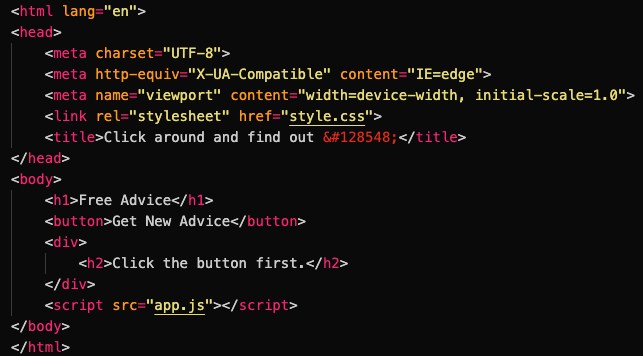 <html lang="en">
<head>
    <meta charset="UTF-8">
    <meta http-equiv="X-UA-Compatible" content="IE=edge">
    <meta name="viewport" content="width=device-width, initial-scale=1.0">
    <link rel="stylesheet" href="style.css">
    <title>Click around and find out &#128548;</title>
</head>
<body>
    <h1>Free Advice</h1>
    <button>Get New Advice</button>
    <div>
        <h2>Click the button first.</h2>
    </div>
    <script src="app.js"></script>
</body>
</html>